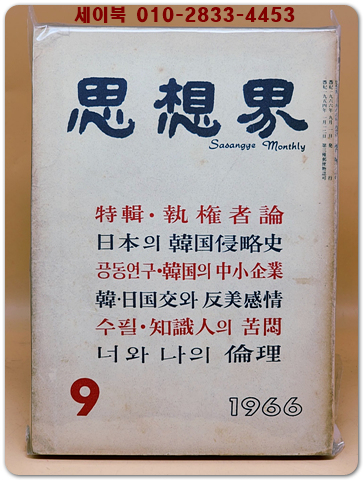 세이북 010-2833-4453
思想界
Sasangye Monthly
特輯·執権者論
日本의 韓国侵略史
공동연구·韓国의 中小企業
韓·日国交와 反美感情
수필·知識人의 苦悶
너와 나의 倫理
9
1966